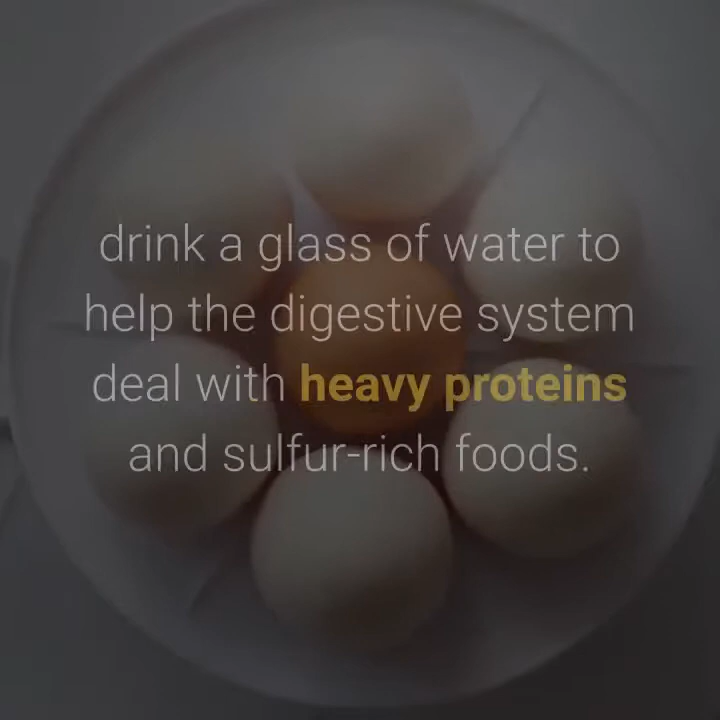 drink a glass of water to
help the digestive system
deal with heavy proteins
and sulfur-rich foods.